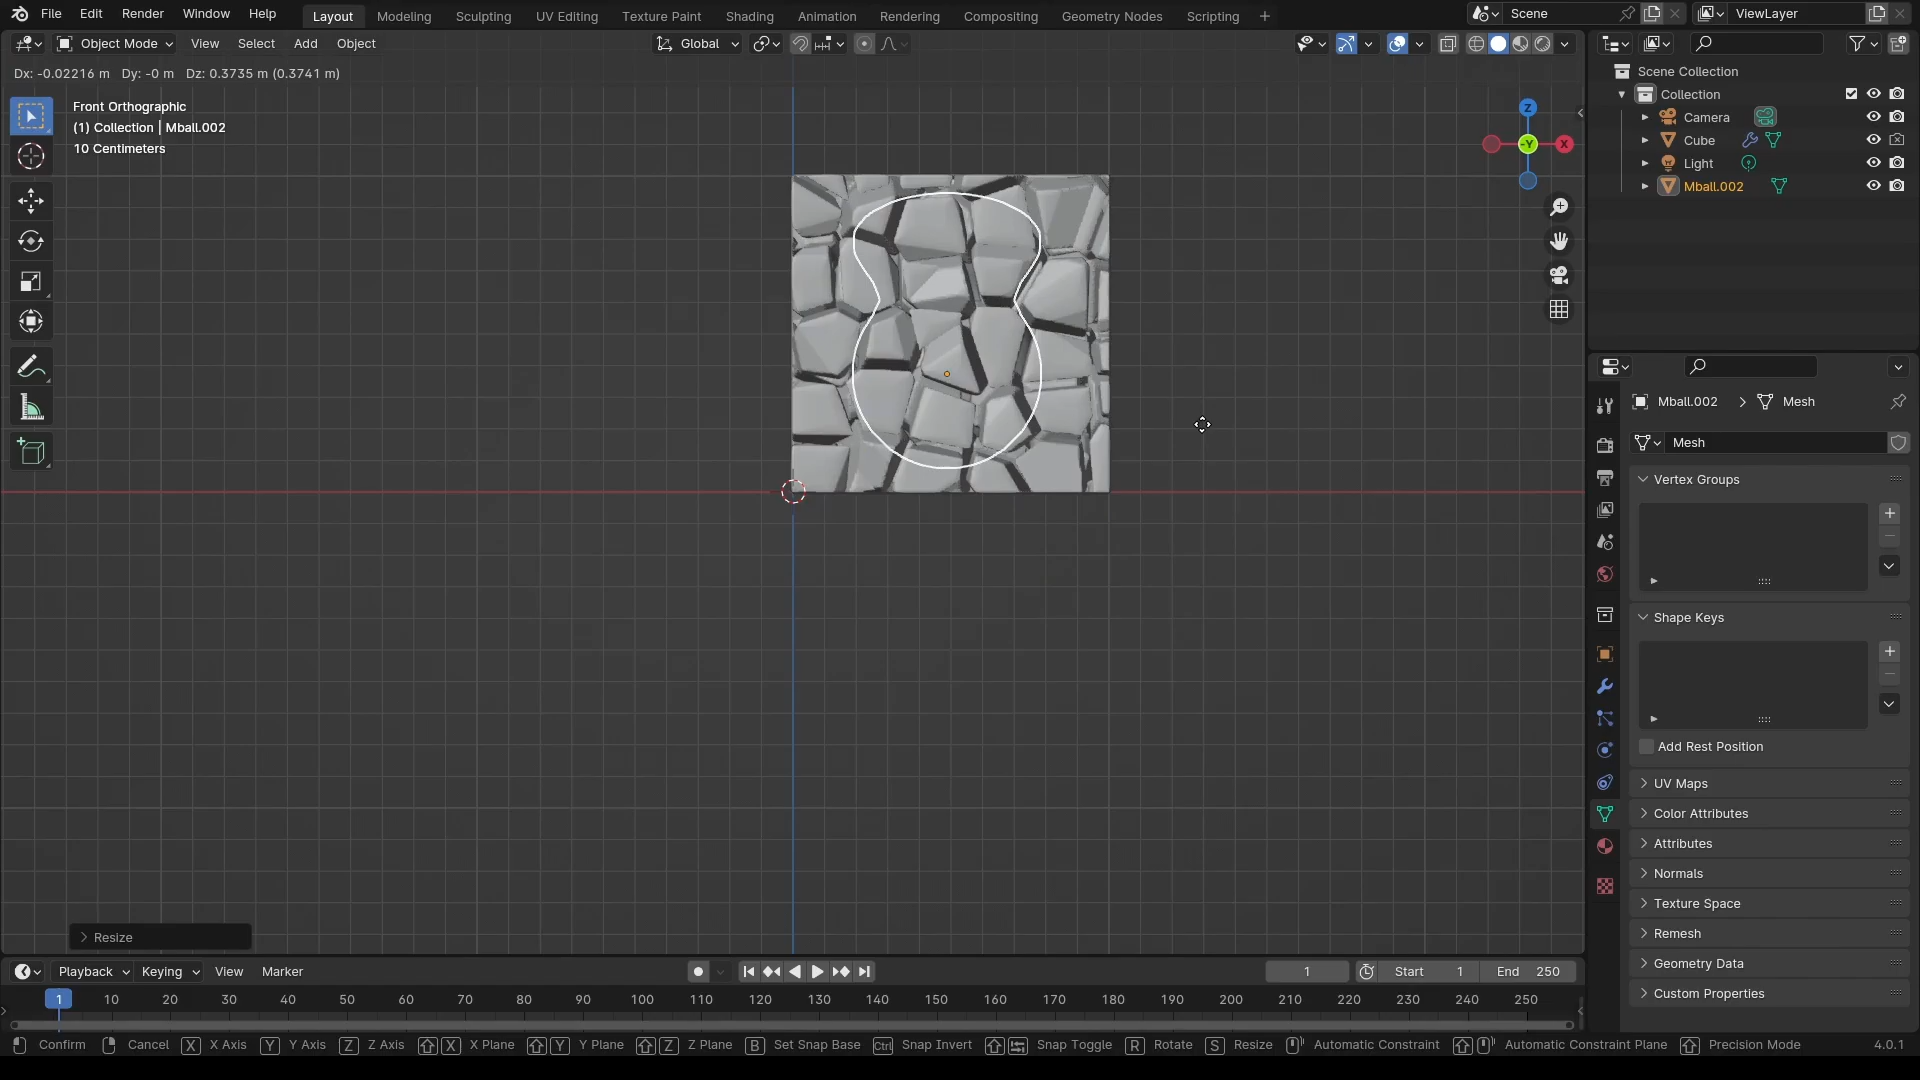 File Edit Render Window Help Layout Modeling Sculpting UV Editing Texture Paint Shading Animation Rendering Compositing Geometry Nodes Scripting + Scene ViewLayer
Object Mode View Select Add Object Global
Dx: -0.02216 m Dy: -0 m Dz: 0.3735 m (0.3741 m)
Front Orthographic
(1) Collection | Mball.002
10 Centimeters
Z
-Y X
Scene Collection
Collection
Camera
Cube
Light
Mball.002
Mball.002 > Mesh
Mesh
Vertex Groups
Shape Keys
Add Rest Position
UV Maps
Color Attributes
Attributes
Normals
Texture Space
Remesh
Geometry Data
Custom Properties
> Resize
Playback Keying View Marker 1 Start 1 End 250
1 10 20 30 40 50 60 70 80 90 100 110 120 130 140 150 160 170 180 190 200 210 220 230 240 250
Confirm Cancel X X Axis Y Y Axis Z Z Axis X X Plane Y Y Plane Z Z Plane B Set Snap Base Ctrl Snap Invert Snap Toggle R Rotate S Resize Automatic Constraint Automatic Constraint Plane Precision Mode 4.0.1